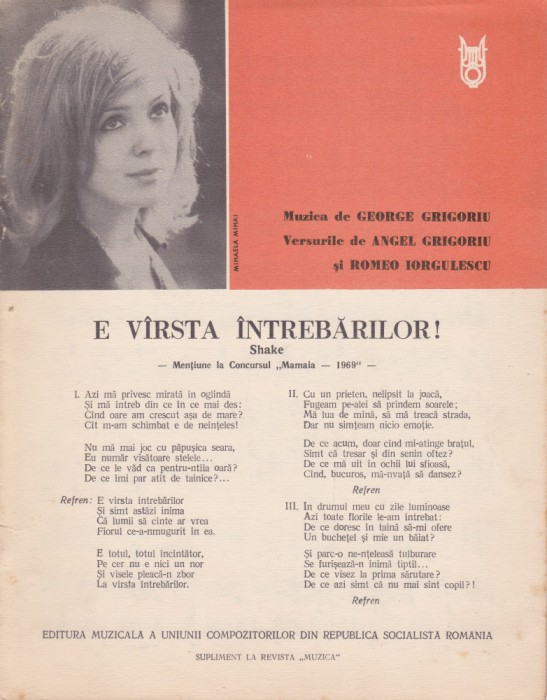 MIHAELA MIHAI
Muzica de GEORGE GRIGORIU
Versurile de ANGEL GRIGORIU
și ROMEO IORGULESCU
E VÎRSTA ÎNTREBĂRILOR!
Shake
— Mențiune la Concursul „Mamaia — 1969“ —
I. Azi mă privesc mirată în oglindă
Și mă întreb din ce în ce mai des:
Cînd oare am crescut așa de mare?
Cît m-am schimbat e de neînțeles!
Nu mă mai joc cu păpușica seara,
Eu număr visătoare stelele...
De ce le văd ca pentru-ntîia oară?
De ce îmi par atît de tainice?...
Refren: E vîrsta întrebărilor
Și simt astăzi inima
Că lumii să cînte ar vrea
Fiorul ce-a-nmugurit în ea.
E totul, totul încîntător,
Pe cer nu e nici un nor
Și visele pleacă-n zbor
La vîrsta întrebărilor.
II. Cu un prieten, nelipsit la joacă,
Fugeam pe-alei să prindem soarele;
Mă lua de mînă, să mă treacă strada,
Dar nu simțeam nicio emoție.
De ce acum, doar cînd mi-atinge brațul,
Simt că tresar și din senin oftez?
De ce mă uit în ochii lui sfioasă,
Cînd, bucuros, mă-nvață să dansez?
Refren
III. In drumul meu cu zile luminoase
Azi toate florile le-am întrebat:
De ce doresc în taină să-mi ofere
Un buchețel și mie un băiat?
Și parc-o ne-nțeleasă tulburare
Se furișează-n inimă tiptil...
De ce visez la prima sărutare?
De ce azi simt că nu mai sînt copil?!
Refren
EDITURA MUZICALĂ A UNIUNII COMPOZITORILOR DIN REPUBLICA SOCIALISTĂ ROMÂNIA
SUPLIMENT LA REVISTA „MUZICA“